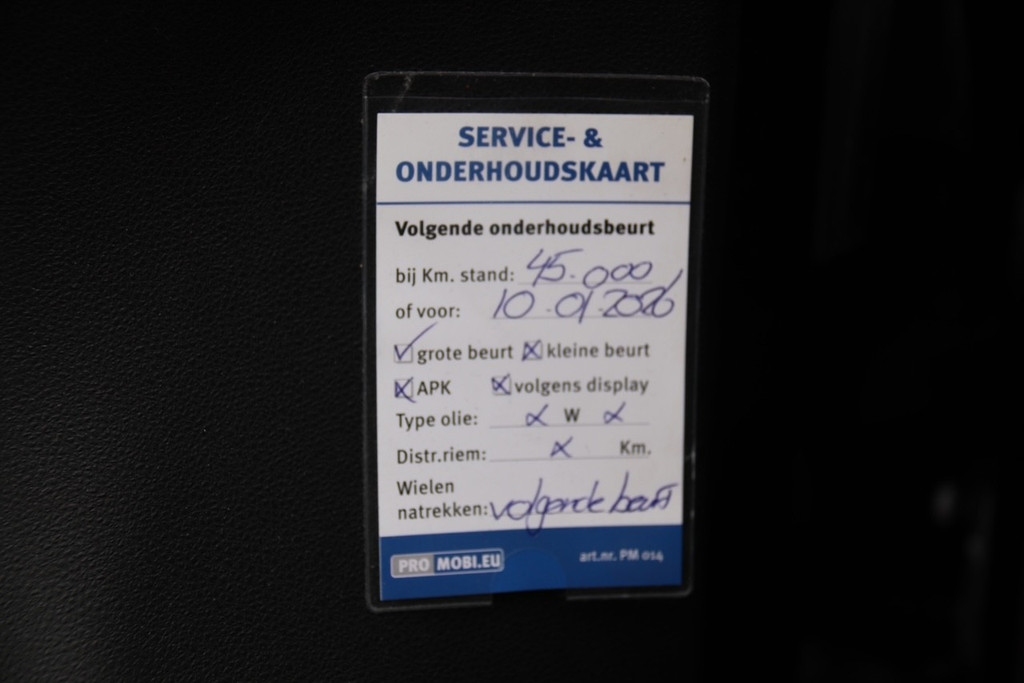 SERVICE- &
ONDERHOUDSKAART
Volgende onderhoudsbeurt
bij Km. stand: 45.000
of voor: 10-01-2026
grote beurt kleine beurt
APK volgens display
Type olie: x W x
Distr.riem: x Km.
Wielen
natrekken: volgende beurt
PRO MOBI.EU art.nr. PM 014